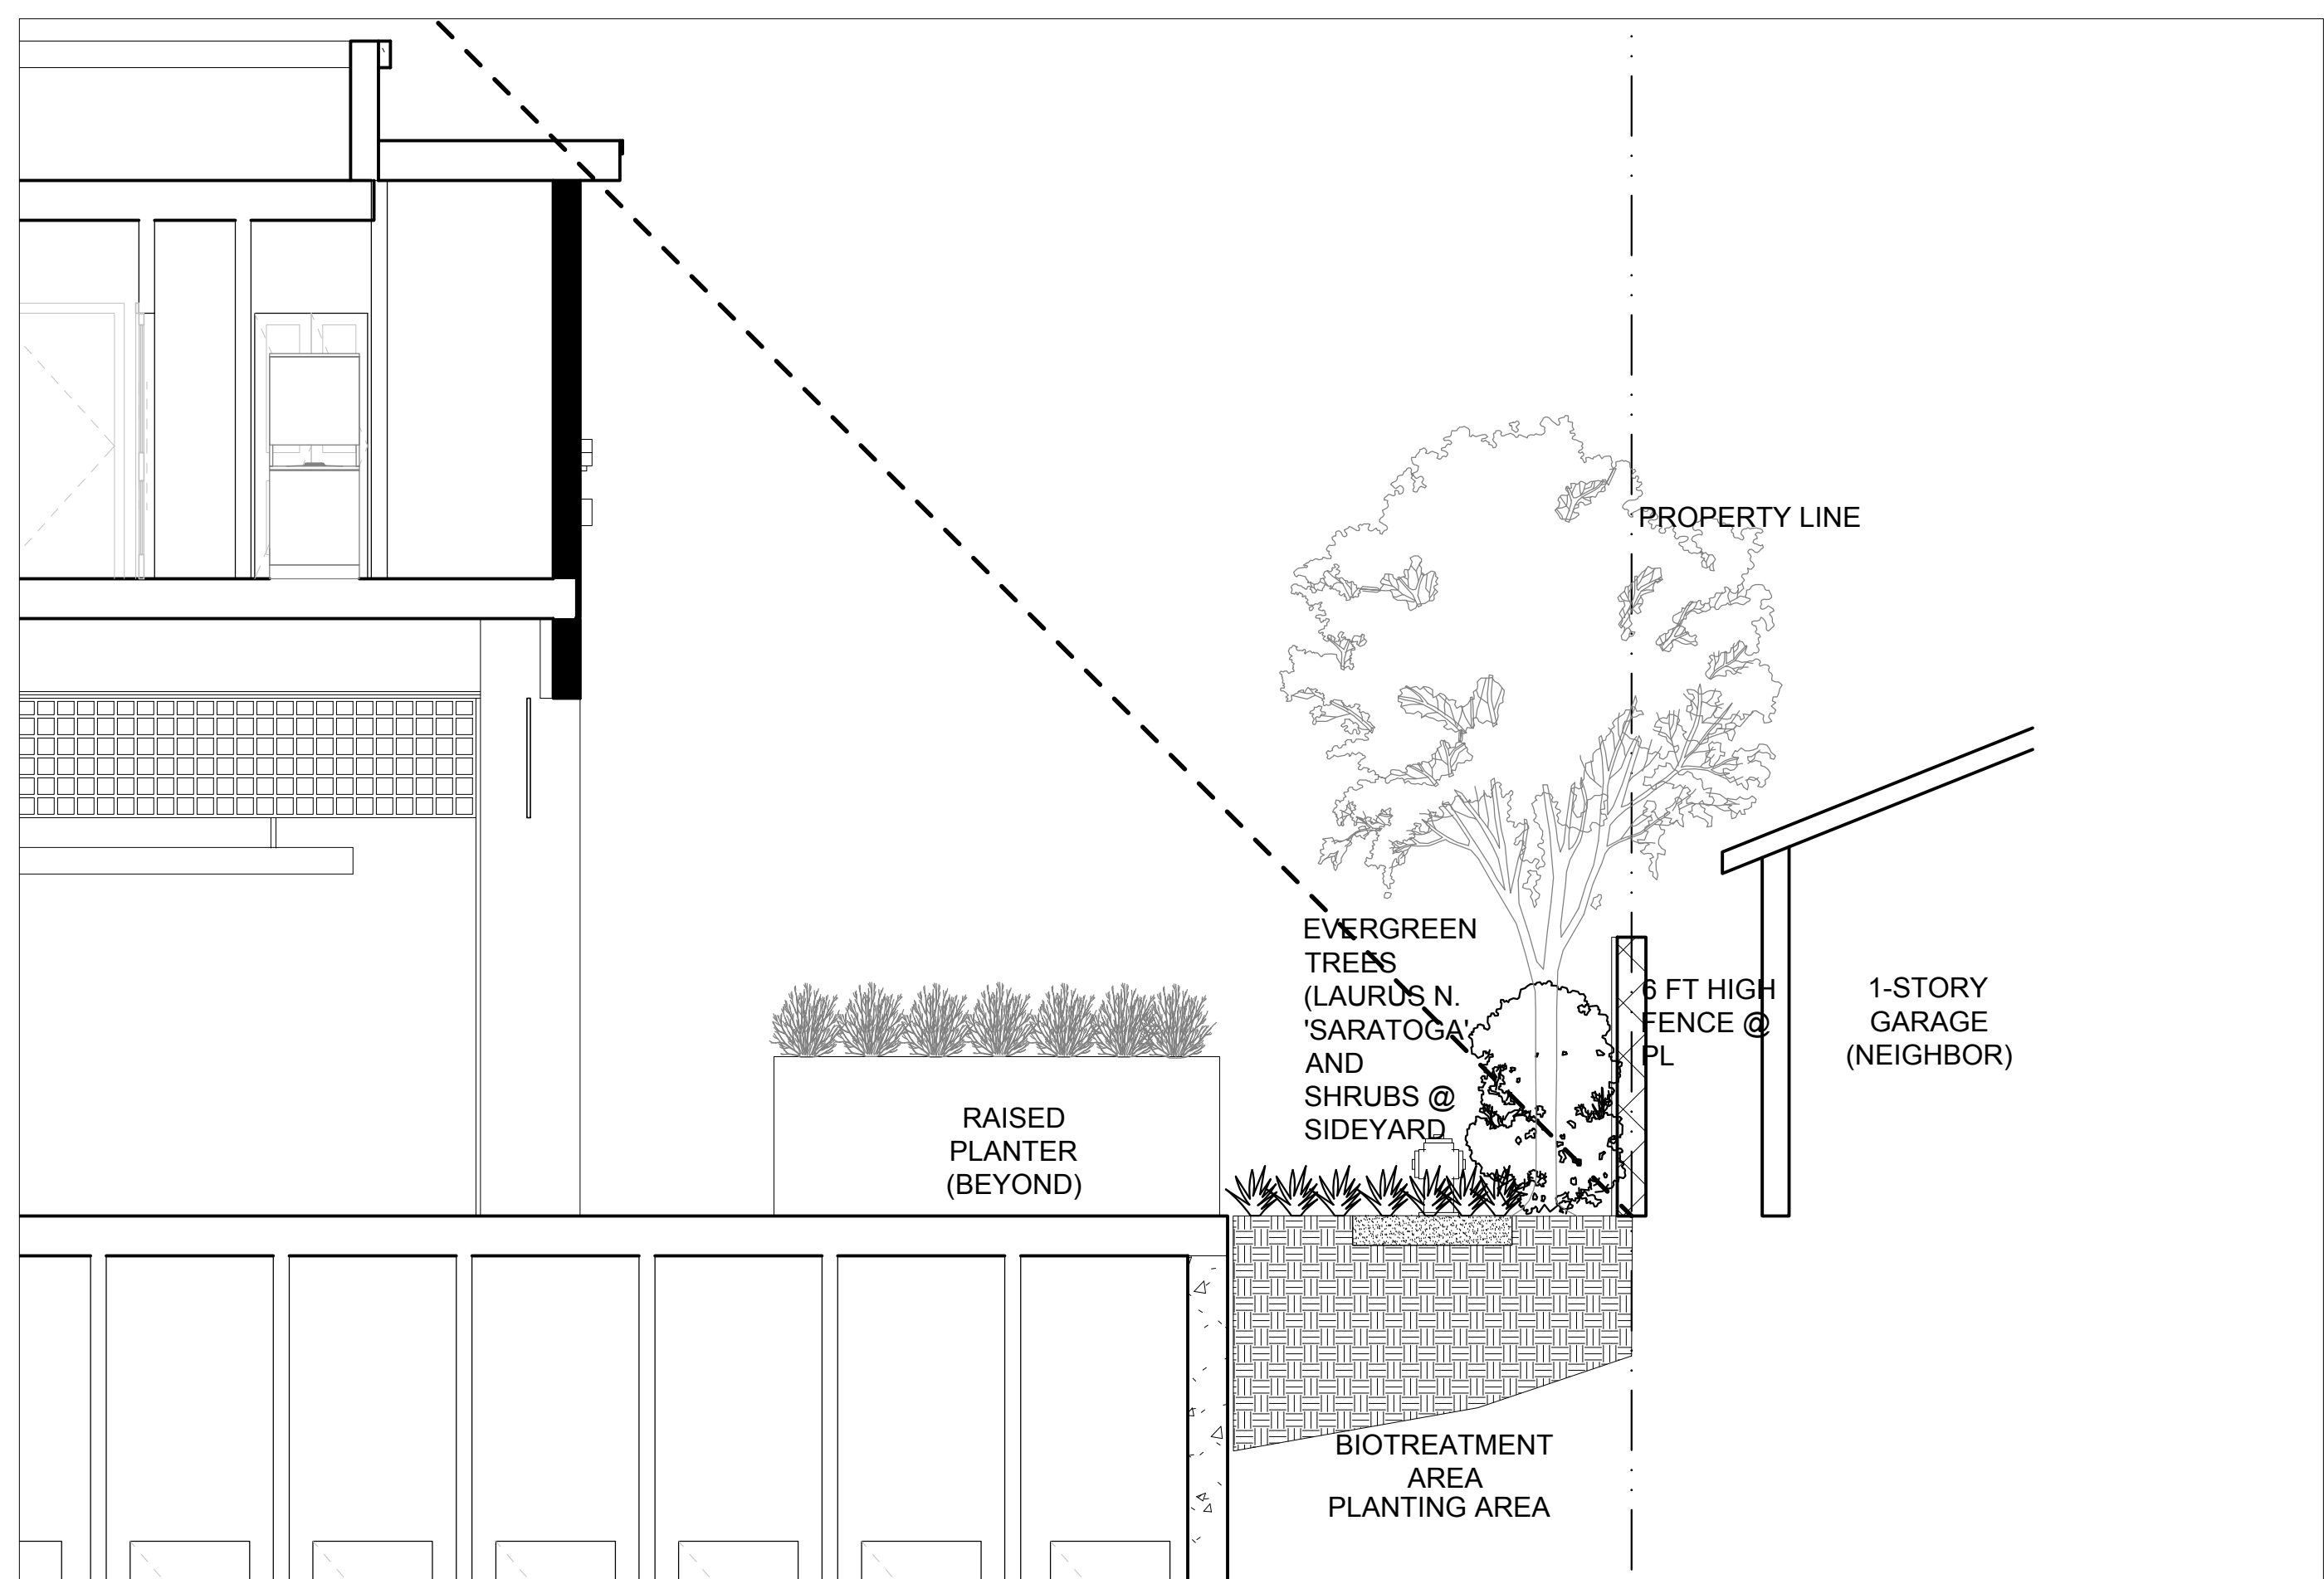 PROPERTY LINE
EVERGREEN
TREES
(LAURUS N.
'SARATOGA'
AND
SHRUBS @
SIDEYARD
6 FT HIGH
FENCE @
PL
1-STORY
GARAGE
(NEIGHBOR)
RAISED
PLANTER
(BEYOND)
BIOTREATMENT
AREA
PLANTING AREA